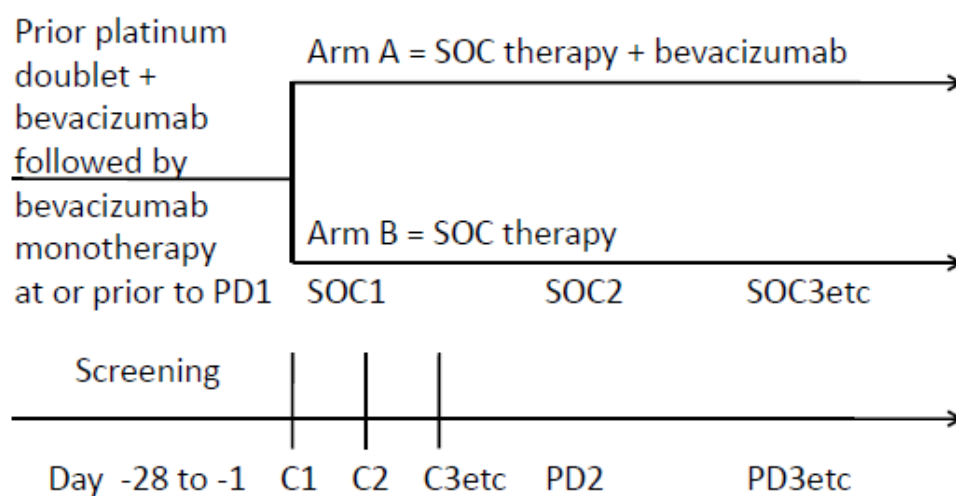 Prior platinum
doublet +
bevacizumab
followed by
bevacizumab
monotherapy
at or prior to PD1
Arm A = SOC therapy + bevacizumab
Arm B = SOC therapy
SOC1 SOC2 SOC3etc
Screening
Day -28 to -1 C1 C2 C3etc PD2 PD3etc